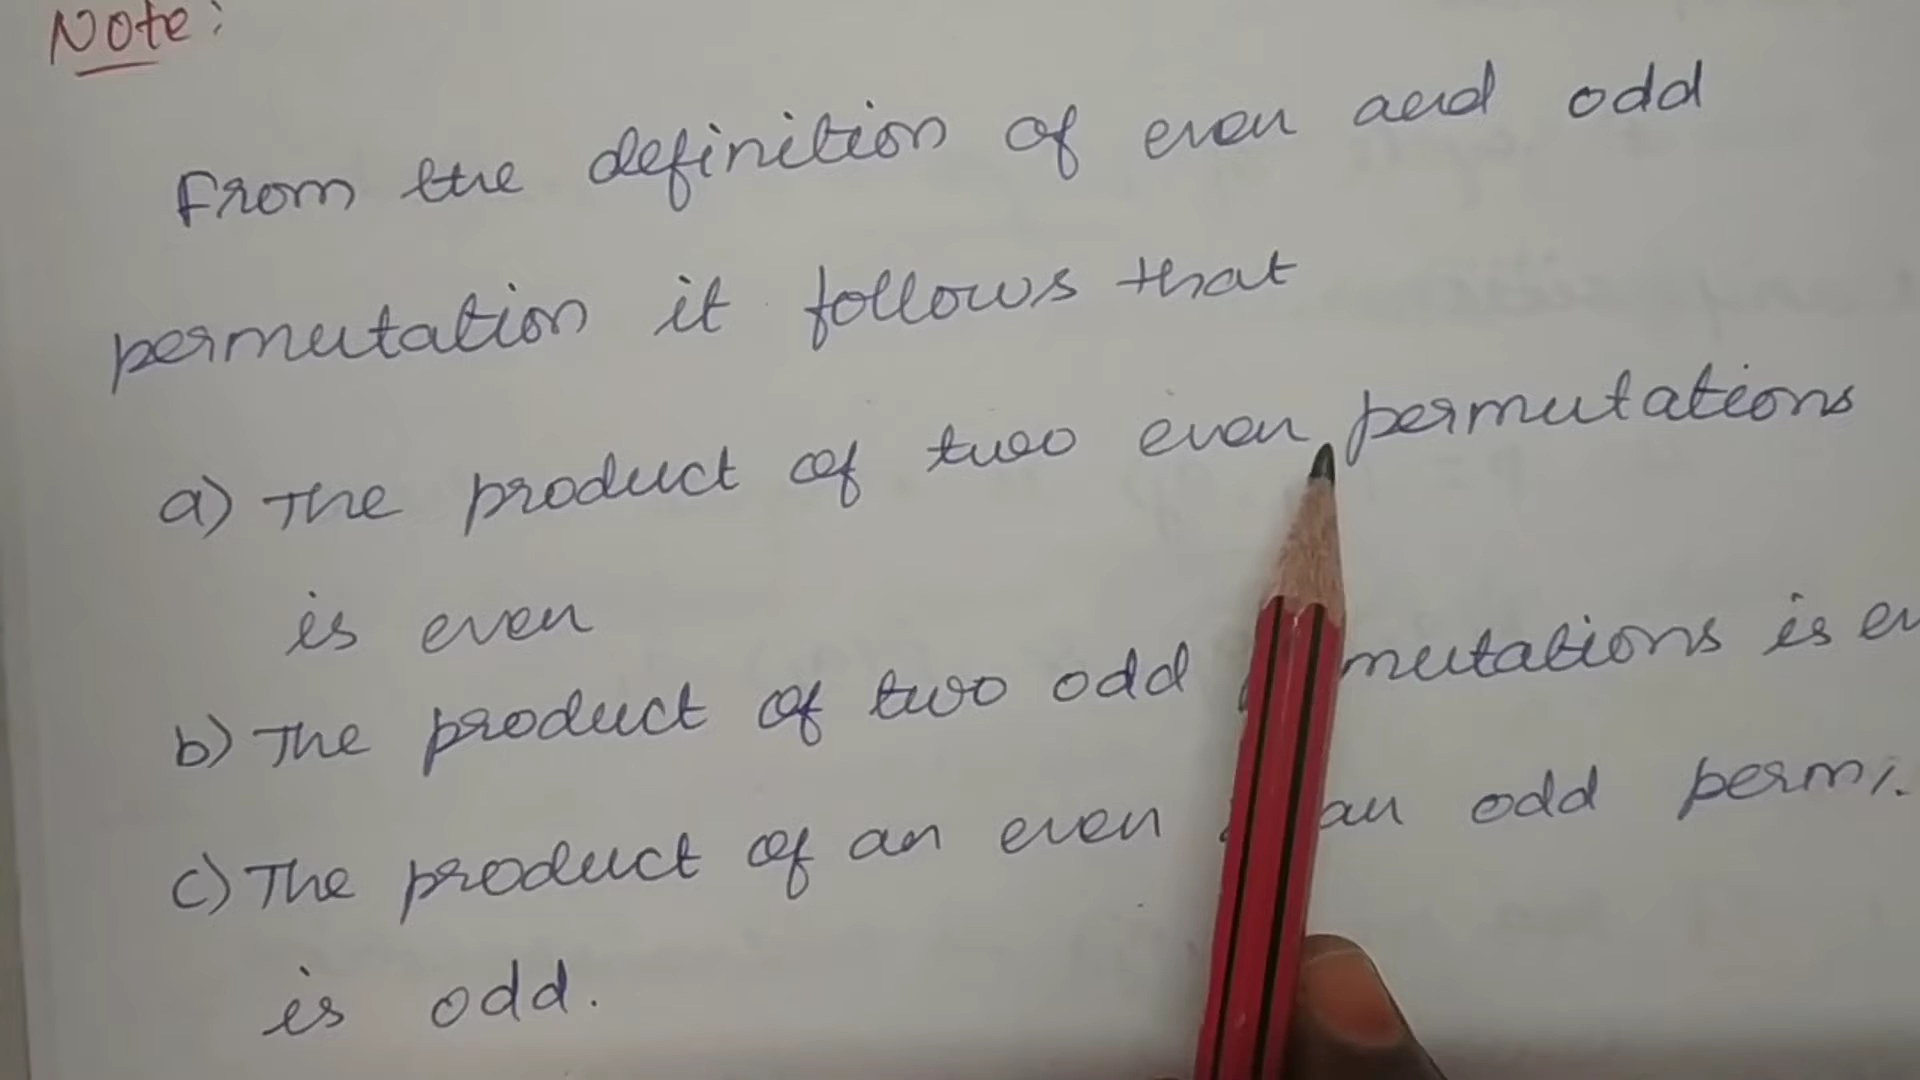 Note:
From the definition of even and odd
permutation it follows that
a) The product of two even permutations
is even
b) The product of two odd mutations is ev
c) The product of an even an odd perm.
is odd.